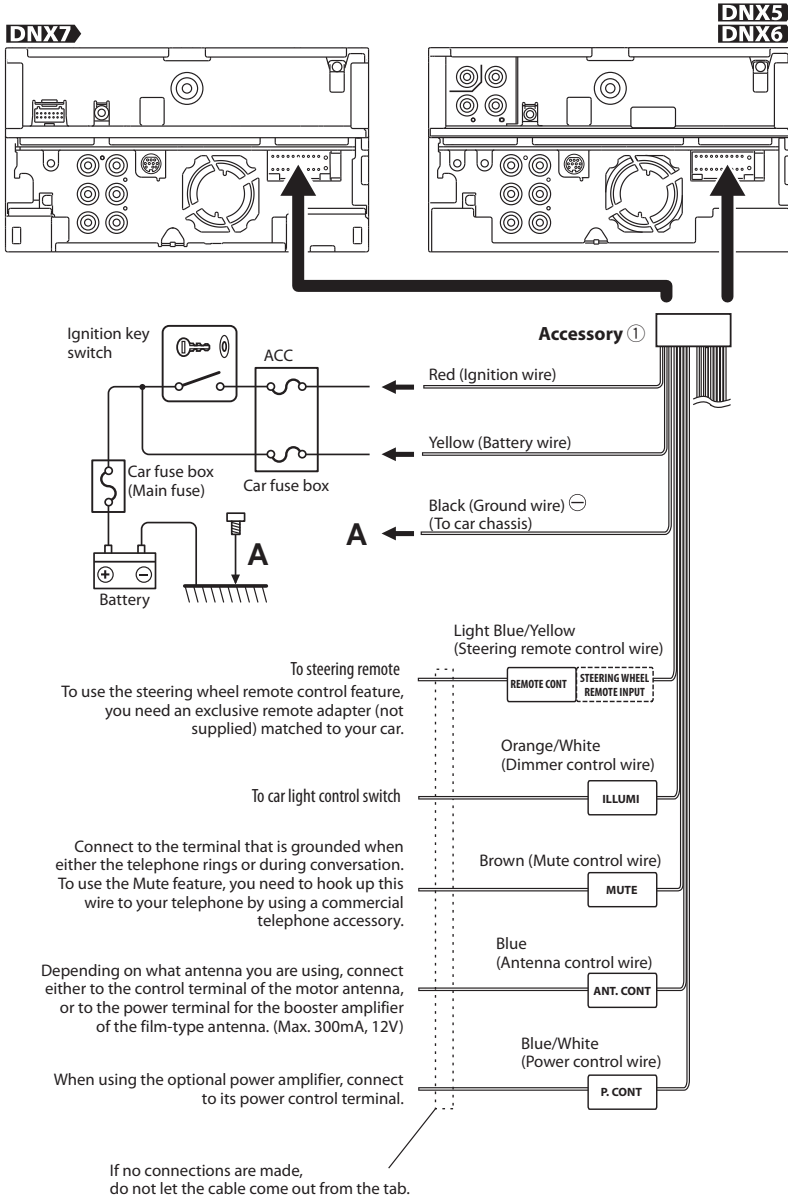 DNX7
DNX5
DNX6
Ignition key
switch
ACC
Accessory ①
Red (Ignition wire)
Yellow (Battery wire)
Car fuse box
(Main fuse)
Car fuse box
Black (Ground wire) ⊖
(To car chassis)
A
A
+ −
Battery
Light Blue/Yellow
(Steering remote control wire)
To steering remote
REMOTE CONT
STEERING WHEEL
REMOTE INPUT
To use the steering wheel remote control feature,
you need an exclusive remote adapter (not
supplied) matched to your car.
Orange/White
(Dimmer control wire)
To car light control switch
ILLUMI
Connect to the terminal that is grounded when
either the telephone rings or during conversation.
To use the Mute feature, you need to hook up this
wire to your telephone by using a commercial
telephone accessory.
Brown (Mute control wire)
MUTE
Blue
(Antenna control wire)
ANT. CONT
Depending on what antenna you are using, connect
either to the control terminal of the motor antenna,
or to the power terminal for the booster amplifier
of the film-type antenna. (Max. 300mA, 12V)
Blue/White
(Power control wire)
P. CONT
When using the optional power amplifier, connect
to its power control terminal.
If no connections are made,
do not let the cable come out from the tab.